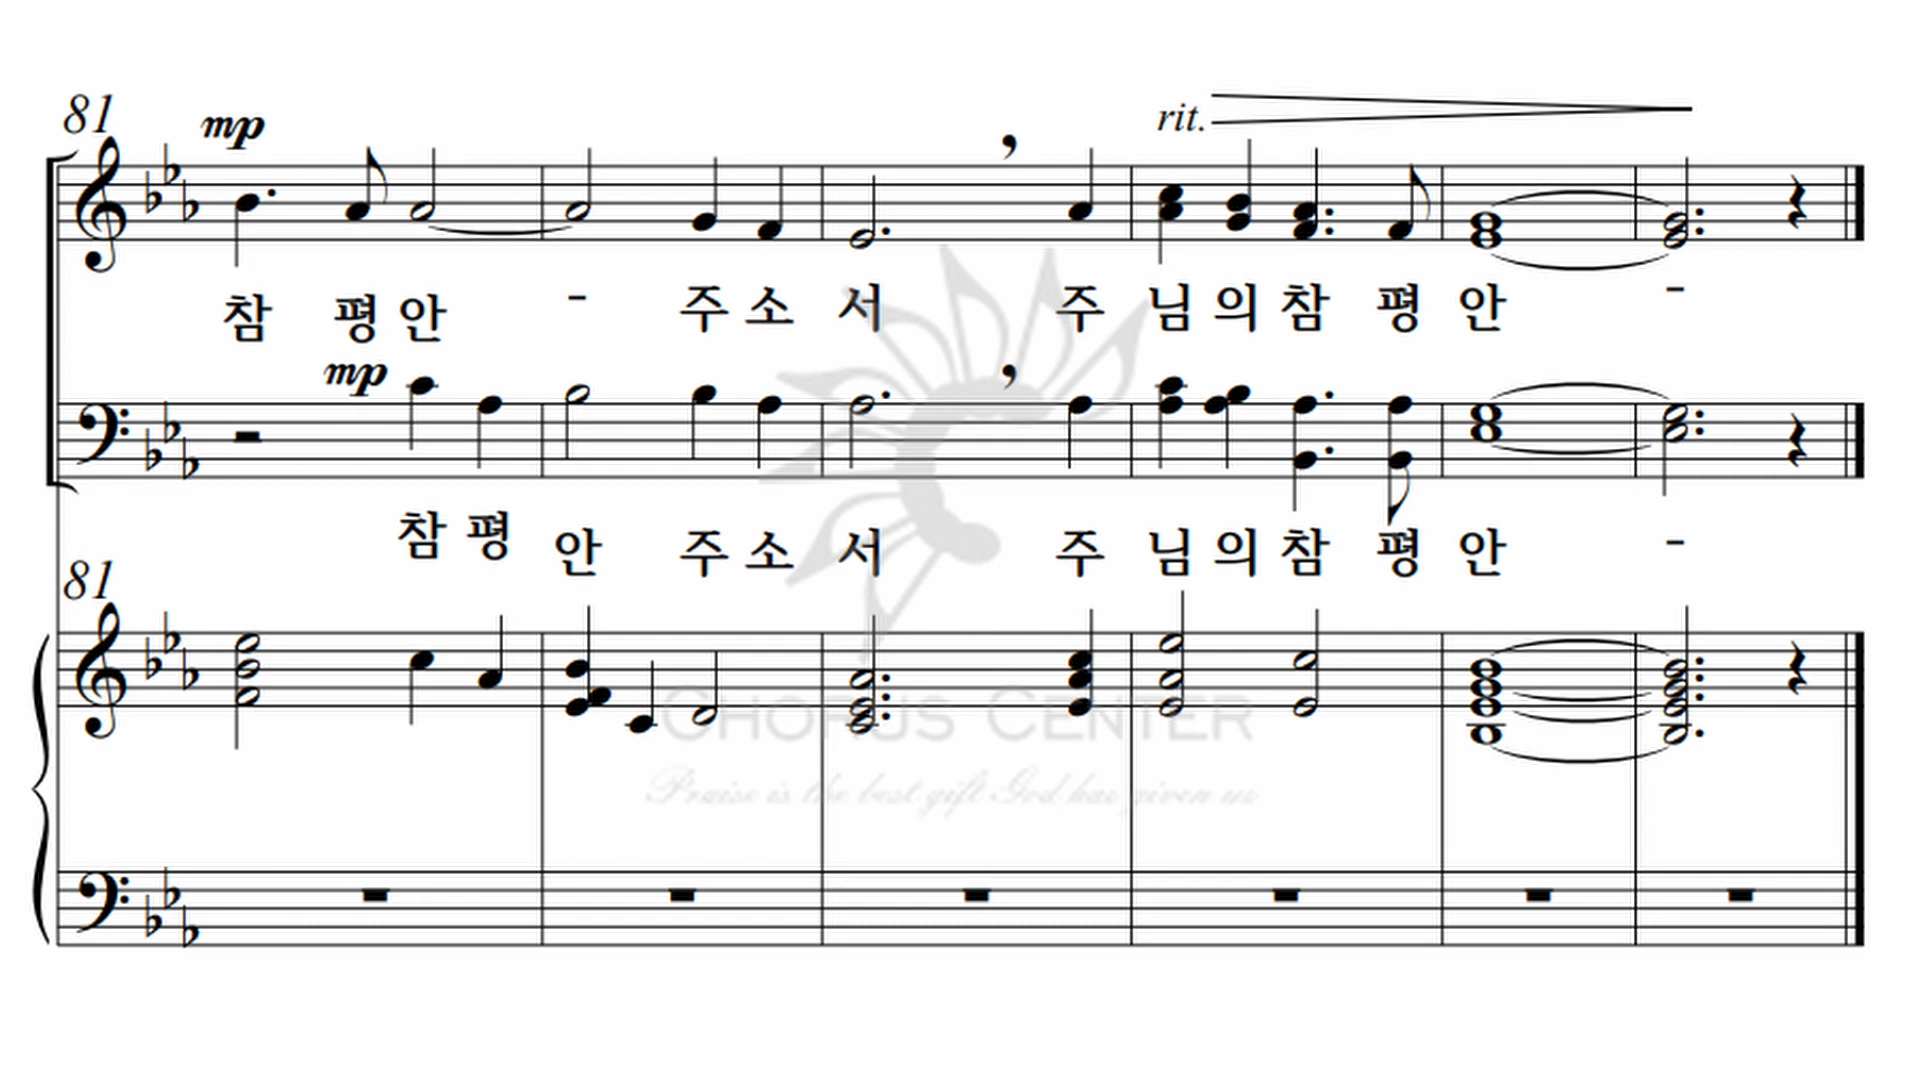 81
mp
rit.
참 평 안 - 주 소 서 주 님 의 참 평 안 -
mp
참 평 안 주 소 서 주 님 의 참 평 안 -
81
CHORUS CENTER
Praise is the best gift God has given us